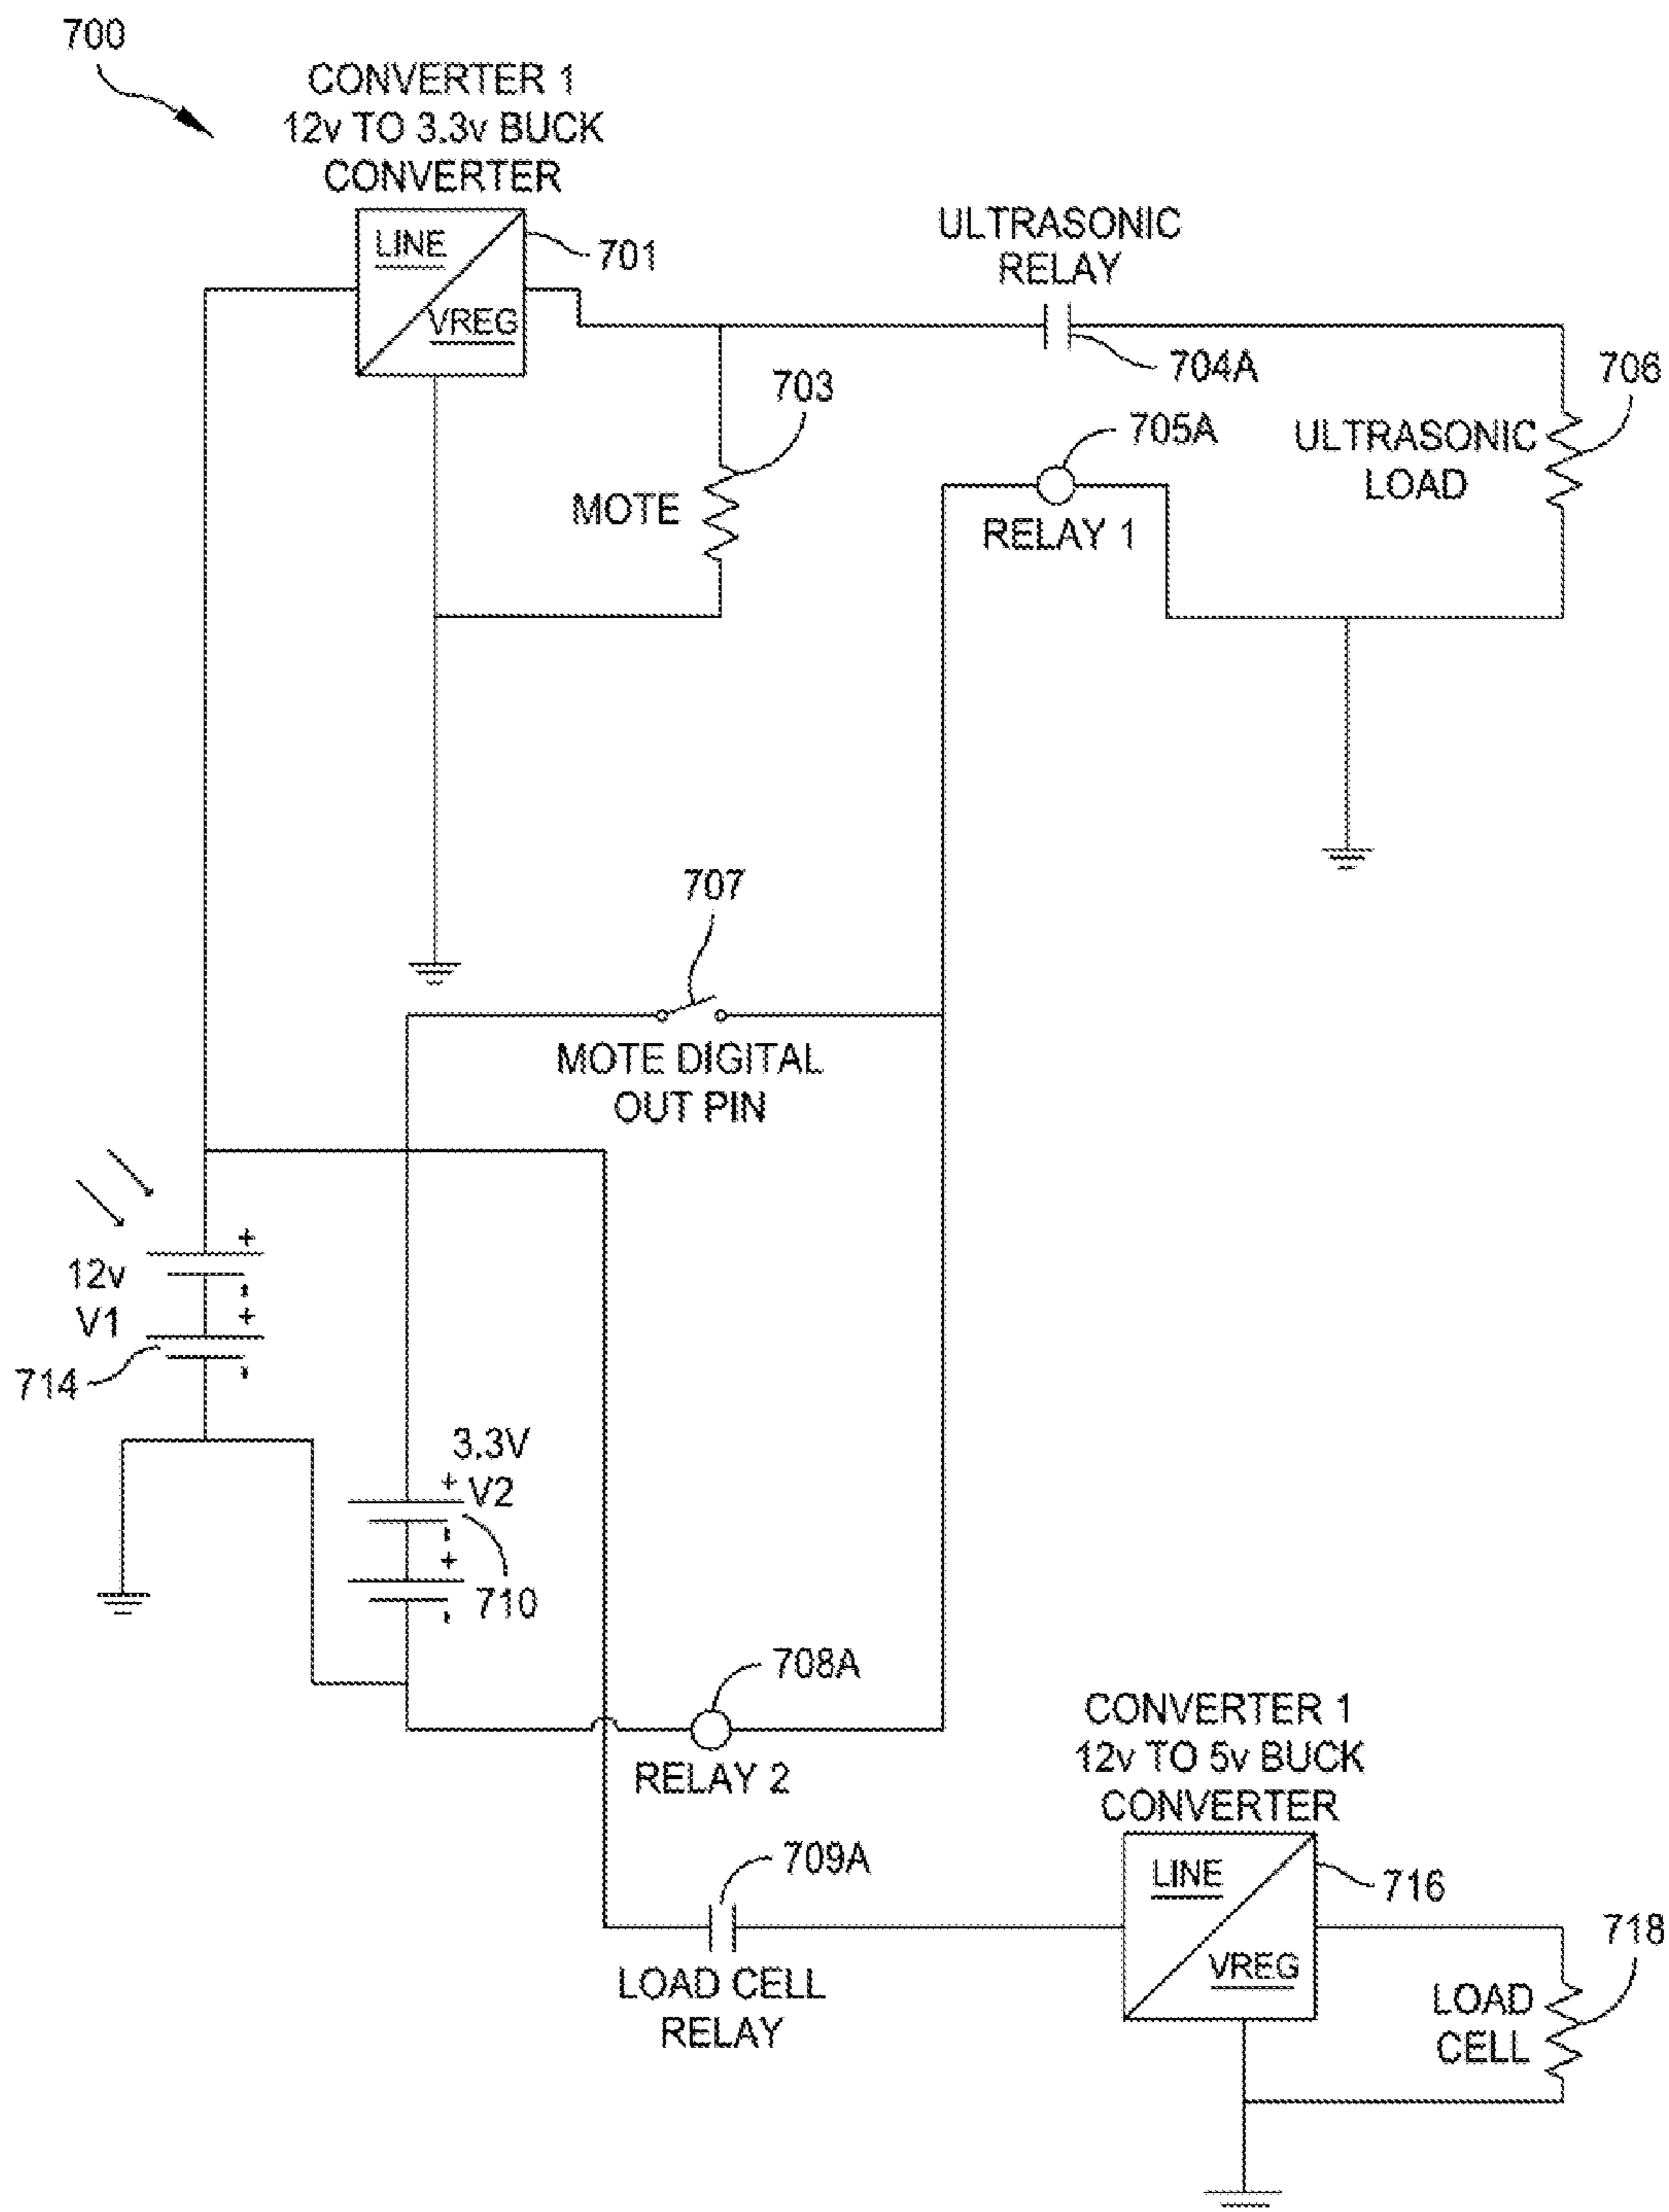 700
CONVERTER 1
12v TO 3.3v BUCK
CONVERTER
LINE
VREG
701
ULTRASONIC
RELAY
704A
703
MOTE
705A
RELAY 1
706
ULTRASONIC
LOAD
707
MOTE DIGITAL
OUT PIN
+
-
+
-
12v
V1
714
3.3V
V2
+
-
+
-
710
708A
RELAY 2
709A
LOAD CELL
RELAY
CONVERTER 1
12v TO 5v BUCK
CONVERTER
LINE
VREG
716
718
LOAD
CELL